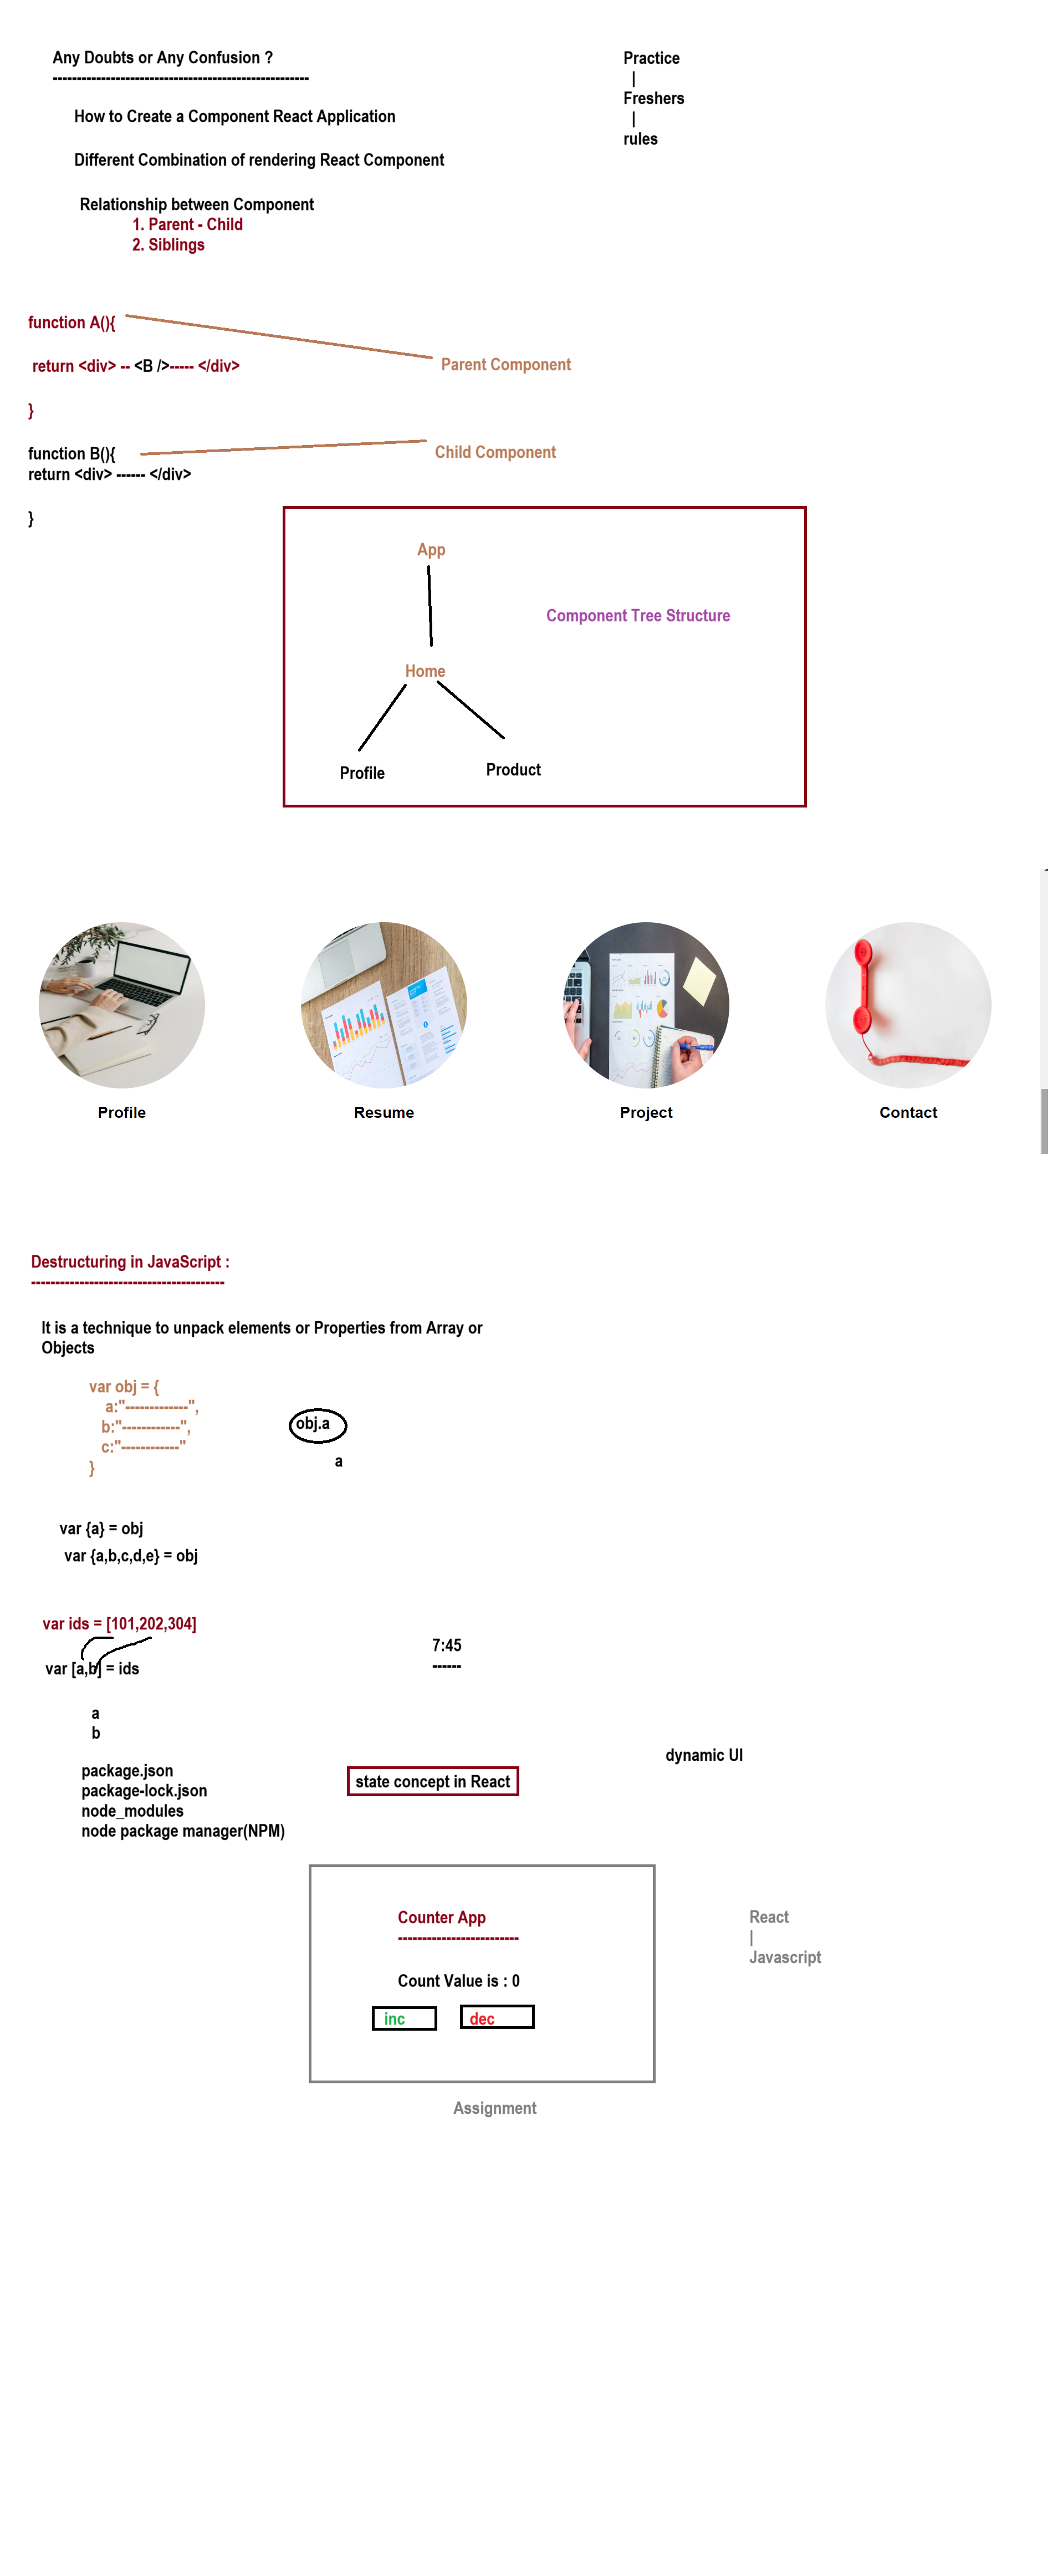 Any Doubts or Any Confusion ?
-----------------------------------------------------
How to Create a Component React Application
Different Combination of rendering React Component
Relationship between Component
1. Parent - Child
2. Siblings
Practice
|
Freshers
|
rules
function A(){
return <div> -- <B />----- </div>
}
Parent Component
function B(){
return <div> ------ </div>
}
Child Component
App
Component Tree Structure
Home
Profile
Product
Profile
Resume
Project
Contact
Destructuring in JavaScript :
----------------------------------------
It is a technique to unpack elements or Properties from Array or
Objects
var obj = {
a:"-------------",
b:"------------",
c:"------------"
}
obj.a
a
var {a} = obj
var {a,b,c,d,e} = obj
var ids = [101,202,304]
var [a,b] = ids
7:45
------
a
b
package.json
package-lock.json
node_modules
node package manager(NPM)
state concept in React
dynamic UI
Counter App
-------------------------
Count Value is : 0
inc
dec
React
|
Javascript
Assignment